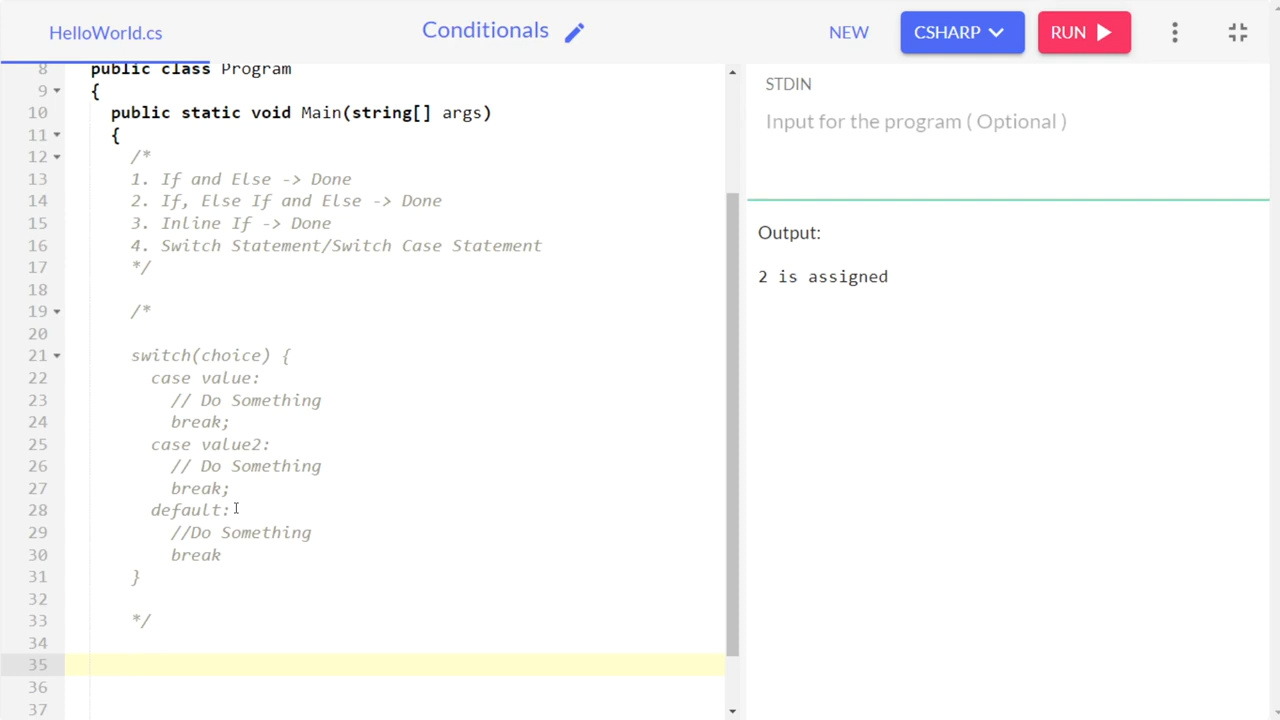 HelloWorld.cs
Conditionals
NEW
CSHARP
RUN
8 public class Program
9 {
10 public static void Main(string[] args)
11 {
12 /*
13 1. If and Else -> Done
14 2. If, Else If and Else -> Done
15 3. Inline If -> Done
16 4. Switch Statement/Switch Case Statement
17 */
18
19 /*
20
21 switch(choice) {
22 case value:
23 // Do Something
24 break;
25 case value2:
26 // Do Something
27 break;
28 default:
29 //Do Something
30 break
31 }
32
33 */
34
35
36
37
STDIN
Input for the program ( Optional )
Output:
2 is assigned